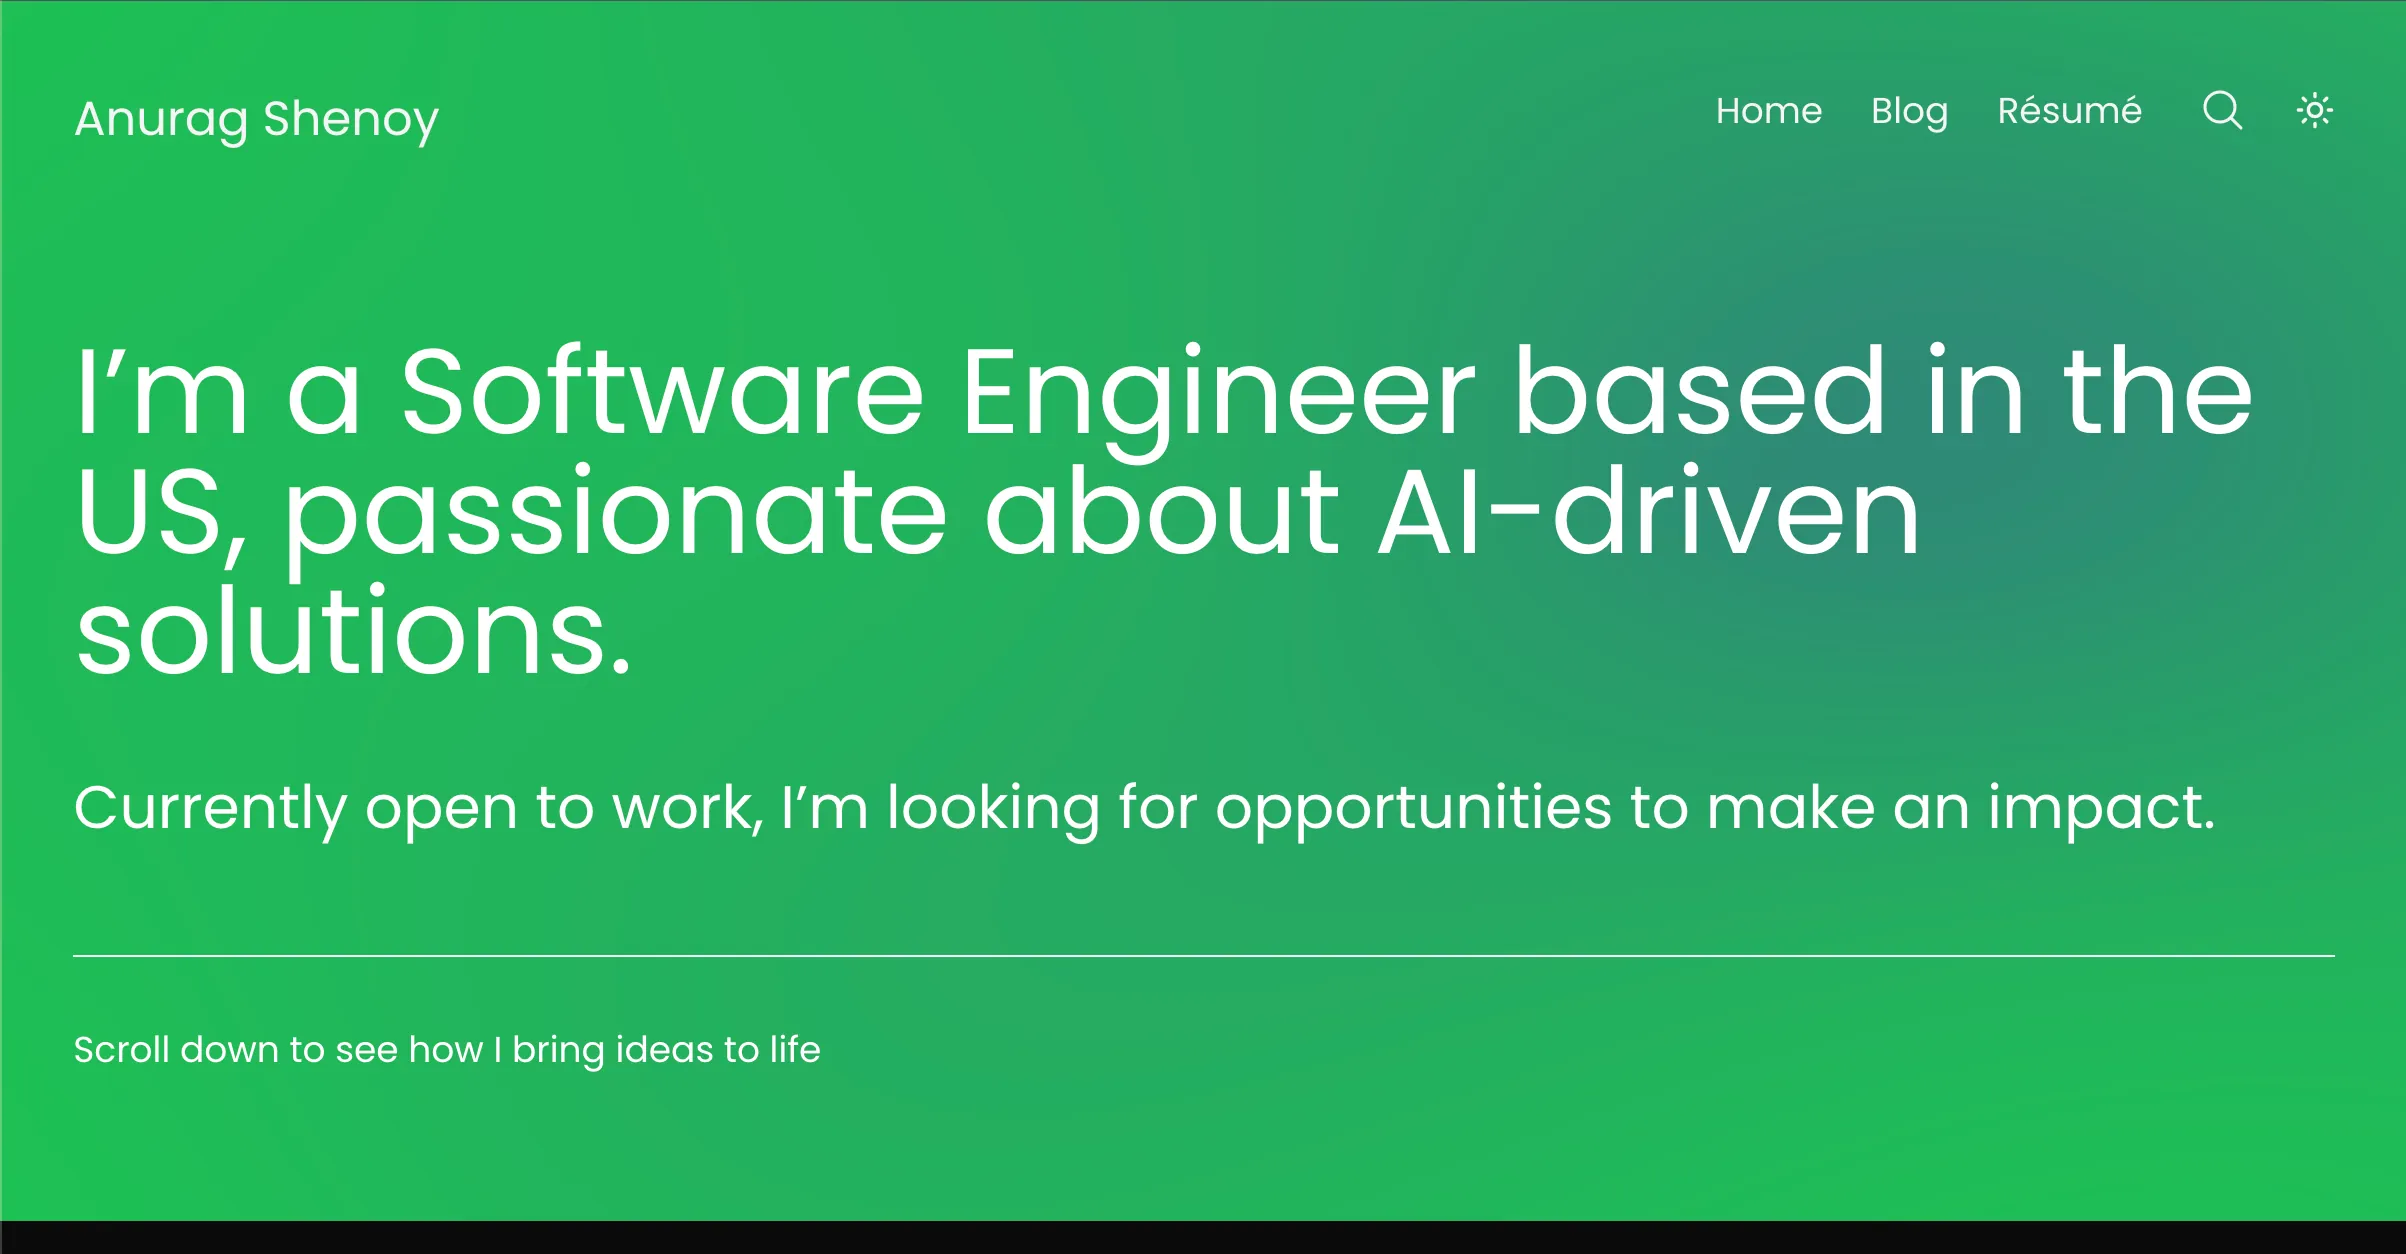 Anurag Shenoy
Home Blog Résumé
I’m a Software Engineer based in the
US, passionate about AI-driven
solutions.
Currently open to work, I’m looking for opportunities to make an impact.
Scroll down to see how I bring ideas to life